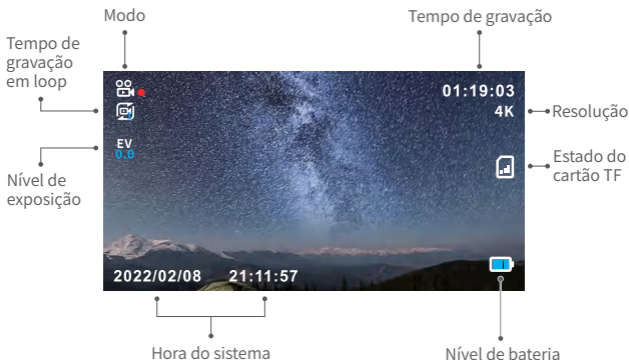 Modo
Tempo de gravação
Tempo de
gravação
em loop
01:19:03
4K
Resolução
EV
0.0
Estado do
cartão TF
Nível de
exposição
2022/02/08 21:11:57
Hora do sistema
Nível de bateria